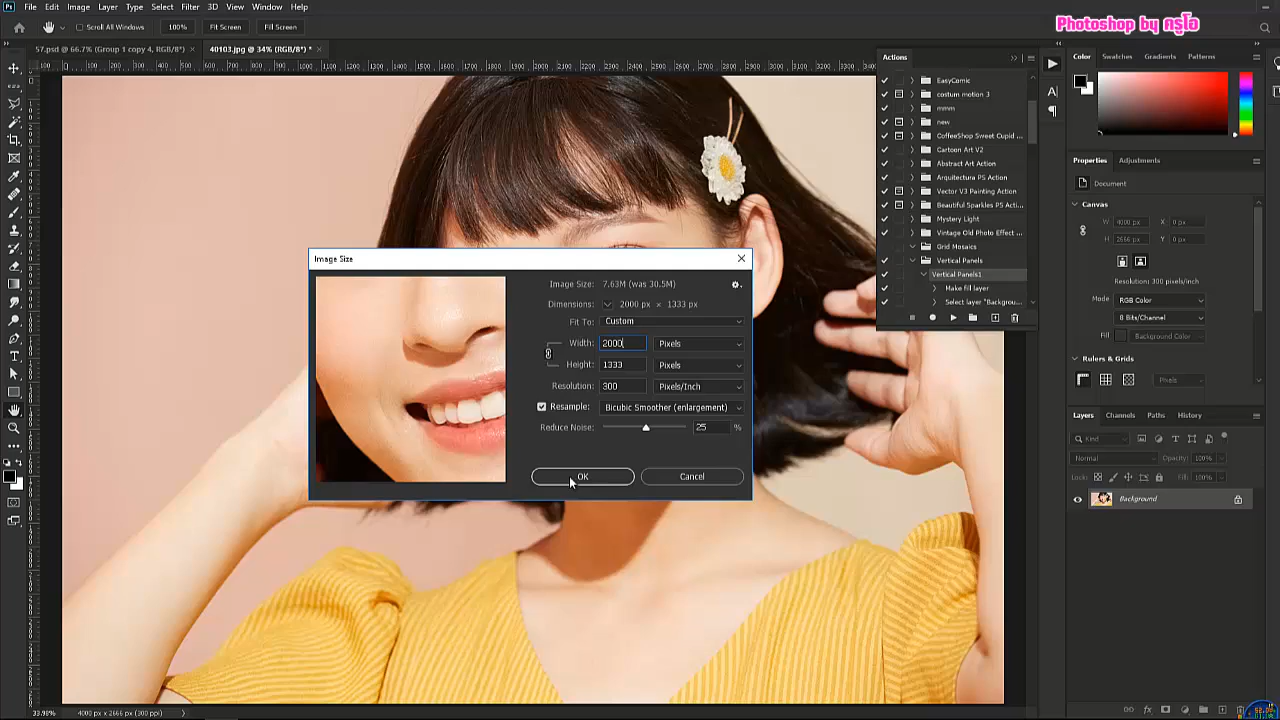 File Edit Image Layer Type Select Filter 3D View Window Help
Photoshop by ครูโอ
Scroll All Windows 100% Fit Screen Fill Screen
57.psd @ 66.7% (Group 1 copy 4, RGB/8*) × 40103.jpg @ 34% (RGB/8*) * ×
Actions
EasyComic
costum motion 3
mmm
new
CoffeeShop Sweet Cupid ...
Cartoon Art V2
Abstract Art Action
Arquitectura PS Action
Vector V3 Painting Action
Beautiful Sparkles PS Acti...
Mystery Light
Vintage Old Photo Effect ...
Grid Mosaics
Vertical Panels
Vertical Panels1
Make fill layer
Select layer "Backgrou...
Color Swatches Gradients Patterns
Properties Adjustments
Document
Canvas
W 4000 px X 0 px
H 2666 px Y 0 px
Resolution: 300 pixels/inch
Mode RGB Color
8 Bits/Channel
Fill Background Color
Rulers & Grids
Pixels
Layers Channels Paths History
Kind
Normal Opacity: 100%
Lock: Fill: 100%
Background
Image Size
Image Size: 7.63M (was 30.5M)
Dimensions: 2000 px × 1333 px
Fit To: Custom
Width: 2000 Pixels
Height: 1333 Pixels
Resolution: 300 Pixels/Inch
Resample: Bicubic Smoother (enlargement)
Reduce Noise: 25 %
OK Cancel
33.98% 4000 px x 2666 px (300 ppi)